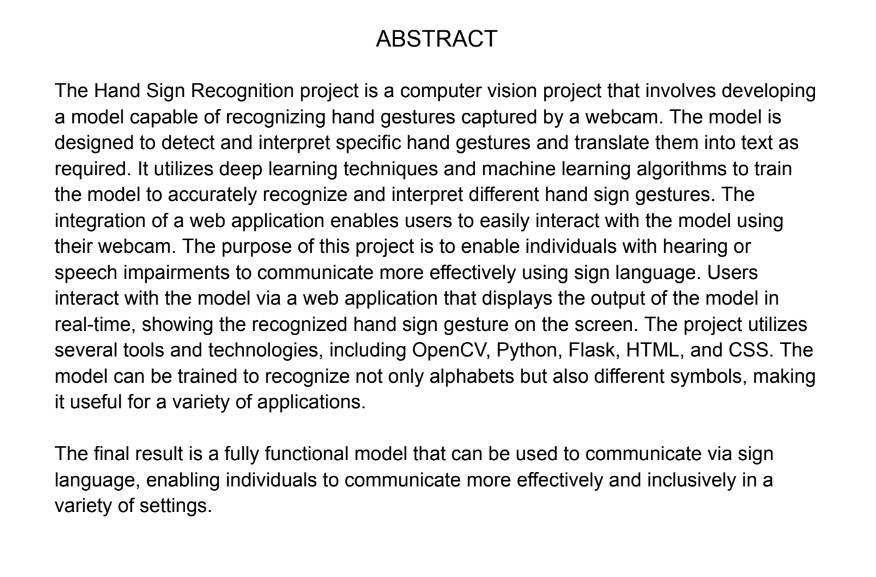 ABSTRACT
The Hand Sign Recognition project is a computer vision project that involves developing
a model capable of recognizing hand gestures captured by a webcam. The model is
designed to detect and interpret specific hand gestures and translate them into text as
required. It utilizes deep learning techniques and machine learning algorithms to train
the model to accurately recognize and interpret different hand sign gestures. The
integration of a web application enables users to easily interact with the model using
their webcam. The purpose of this project is to enable individuals with hearing or
speech impairments to communicate more effectively using sign language. Users
interact with the model via a web application that displays the output of the model in
real-time, showing the recognized hand sign gesture on the screen. The project utilizes
several tools and technologies, including OpenCV, Python, Flask, HTML, and CSS. The
model can be trained to recognize not only alphabets but also different symbols, making
it useful for a variety of applications.
The final result is a fully functional model that can be used to communicate via sign
language, enabling individuals to communicate more effectively and inclusively in a
variety of settings.